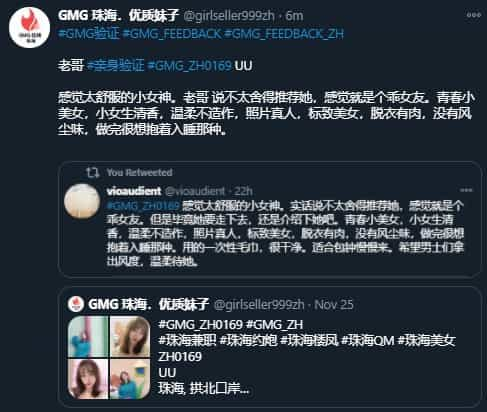 GMG 珠海．优质妹子 @girlseller999zh · 6m
#GMG验证 #GMG_FEEDBACK #GMG_FEEDBACK_ZH
老哥 #亲身验证 #GMG_ZH0169 UU
感觉太舒服的小女神。老哥 说不太舍得推荐她，感觉就是个乖女友。青春小
美女，小女生清香，温柔不造作，照片真人，标致美女，脱衣有肉，没有风
尘味，做完很想抱着入睡那种。
You Retweeted
vioaudient @vioaudient · 22h
#GMG_ZH0169 感觉太舒服的小女神。实话说不太舍得推荐她，感觉就是个
乖女友。但是毕竟她要走下去，还是介绍下她吧。青春小美女，小女生清
香，温柔不造作，照片真人，标致美女，脱衣有肉，没有风尘味，做完很想
抱着入睡那种。用的一次性毛巾，很干净。适合包钟慢慢来。希望男士们拿
出风度，温柔待她。
GMG 珠海．优质妹子 @girlseller999zh · Nov 25
#GMG_ZH0169 #GMG_ZH
#珠海兼职 #珠海约炮 #珠海楼凤 #珠海QM #珠海美女
ZH0169
UU
珠海, 拱北口岸...